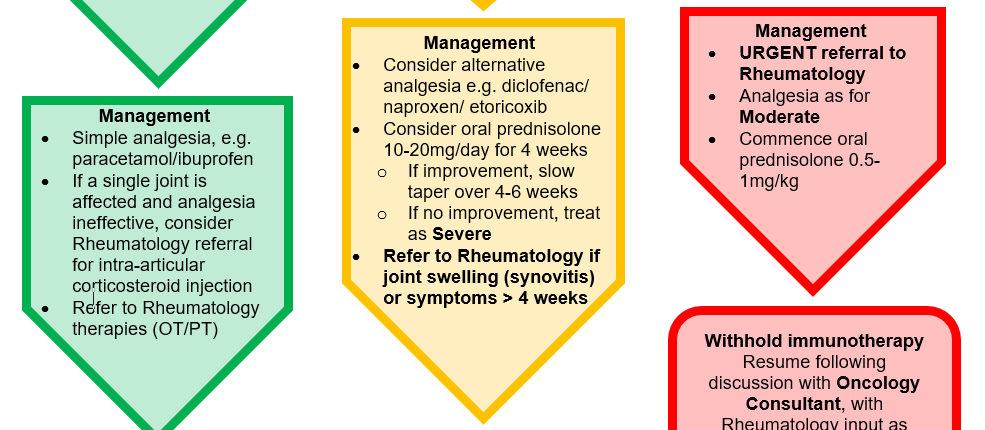 Management
• Simple analgesia, e.g.
paracetamol/ibuprofen
• If a single joint is
affected and analgesia
ineffective, consider
Rheumatology referral
for intra-articular
corticosteroid injection
• Refer to Rheumatology
therapies (OT/PT)
Management
• Consider alternative
analgesia e.g. diclofenac/
naproxen/ etoricoxib
• Consider oral prednisolone
10-20mg/day for 4 weeks
o If improvement, slow
taper over 4-6 weeks
o If no improvement, treat
as Severe
• Refer to Rheumatology if
joint swelling (synovitis)
or symptoms > 4 weeks
Management
• URGENT referral to
Rheumatology
• Analgesia as for
Moderate
• Commence oral
prednisolone 0.5-
1mg/kg
Withhold immunotherapy
Resume following
discussion with Oncology
Consultant, with
Rheumatology input as